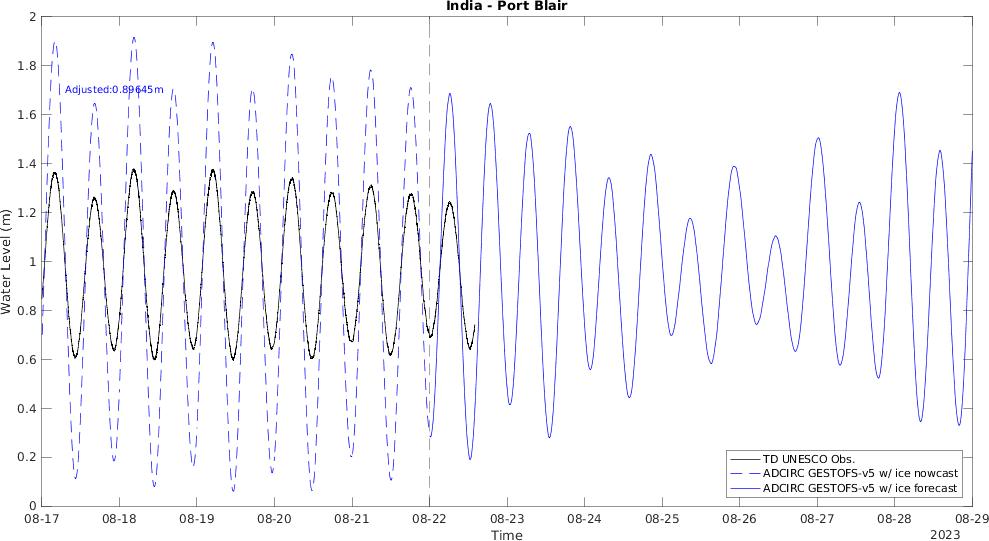 India - Port Blair
2
1.8
1.6
1.4
1.2
1
0.8
0.6
0.4
0.2
0
Water Level (m)
Adjusted:0.89645m
TD UNESCO Obs.
ADCIRC GESTOFS-v5 w/ ice nowcast
ADCIRC GESTOFS-v5 w/ ice forecast
08-17 08-18 08-19 08-20 08-21 08-22 08-23 08-24 08-25 08-26 08-27 08-28 08-29
Time
2023